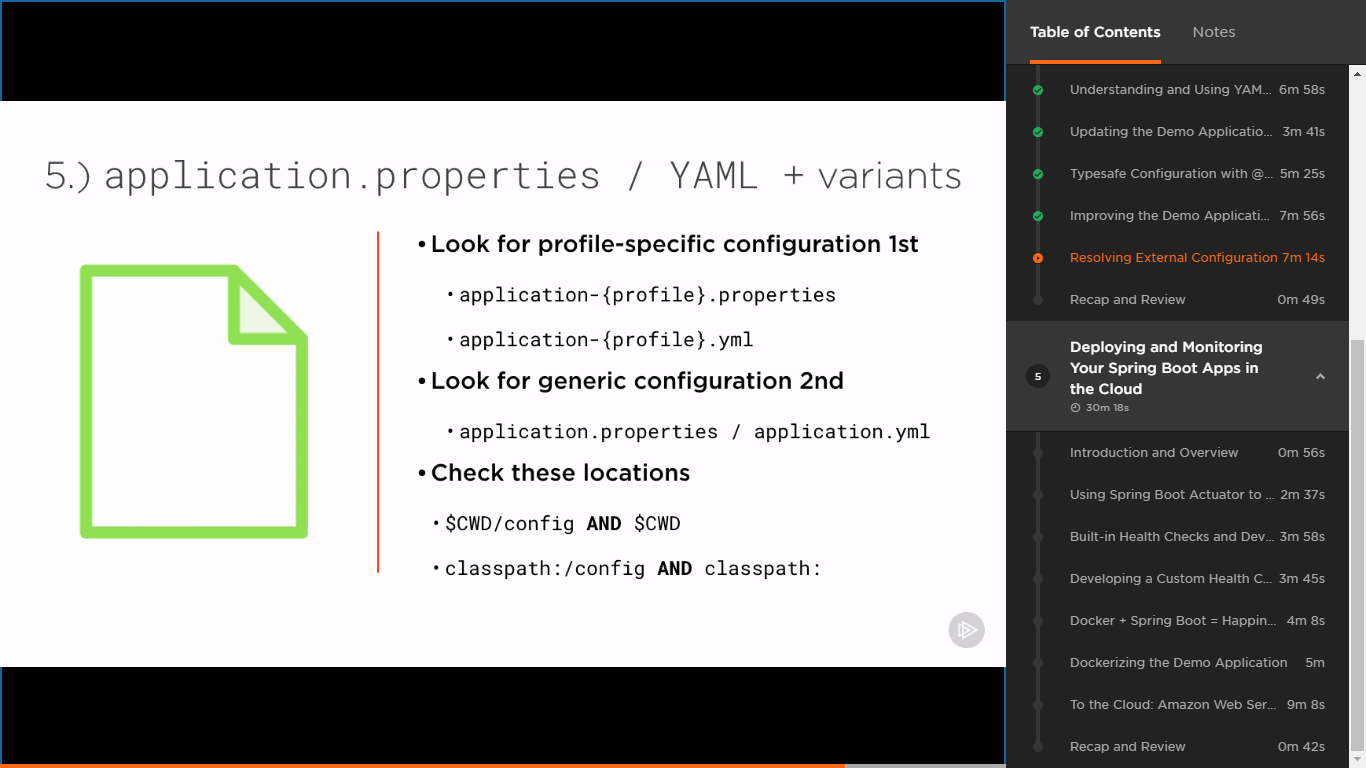 5.) application.properties / YAML + variants
• Look for profile-specific configuration 1st
• application-{profile}.properties
• application-{profile}.yml
• Look for generic configuration 2nd
• application.properties / application.yml
• Check these locations
• $CWD/config AND $CWD
• classpath:/config AND classpath:
Table of Contents Notes
Understanding and Using YAM... 6m 58s
Updating the Demo Applicatio... 3m 41s
Typesafe Configuration with @... 5m 25s
Improving the Demo Applicati... 7m 56s
Resolving External Configuration 7m 14s
Recap and Review 0m 49s
5
Deploying and Monitoring
Your Spring Boot Apps in
the Cloud
30m 18s
Introduction and Overview 0m 56s
Using Spring Boot Actuator to ... 2m 37s
Built-in Health Checks and Dev... 3m 58s
Developing a Custom Health C... 3m 45s
Docker + Spring Boot = Happin... 4m 8s
Dockerizing the Demo Application 5m
To the Cloud: Amazon Web Ser... 9m 8s
Recap and Review 0m 42s